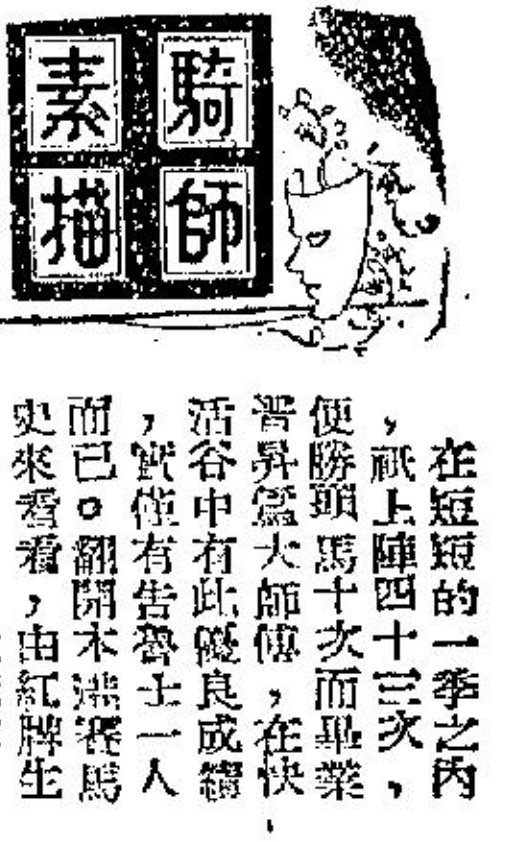 騎師
素描
在短短的一季之內
，祇上陣四十三次，
便勝頭馬十次而畢業
晉昇為大師傅，在快
活谷中有此優良成績
，實僅有告魯士一人
而已。翻開本港賽馬
史來看看，由紅牌生